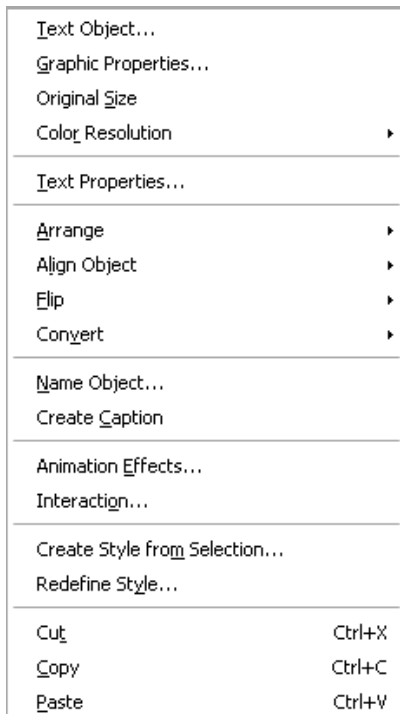 Text Object...
Graphic Properties...
Original Size
Color Resolution
Text Properties...
Arrange
Align Object
Flip
Convert
Name Object...
Create Caption
Animation Effects...
Interaction...
Create Style from Selection...
Redefine Style...
Cut Ctrl+X
Copy Ctrl+C
Paste Ctrl+V